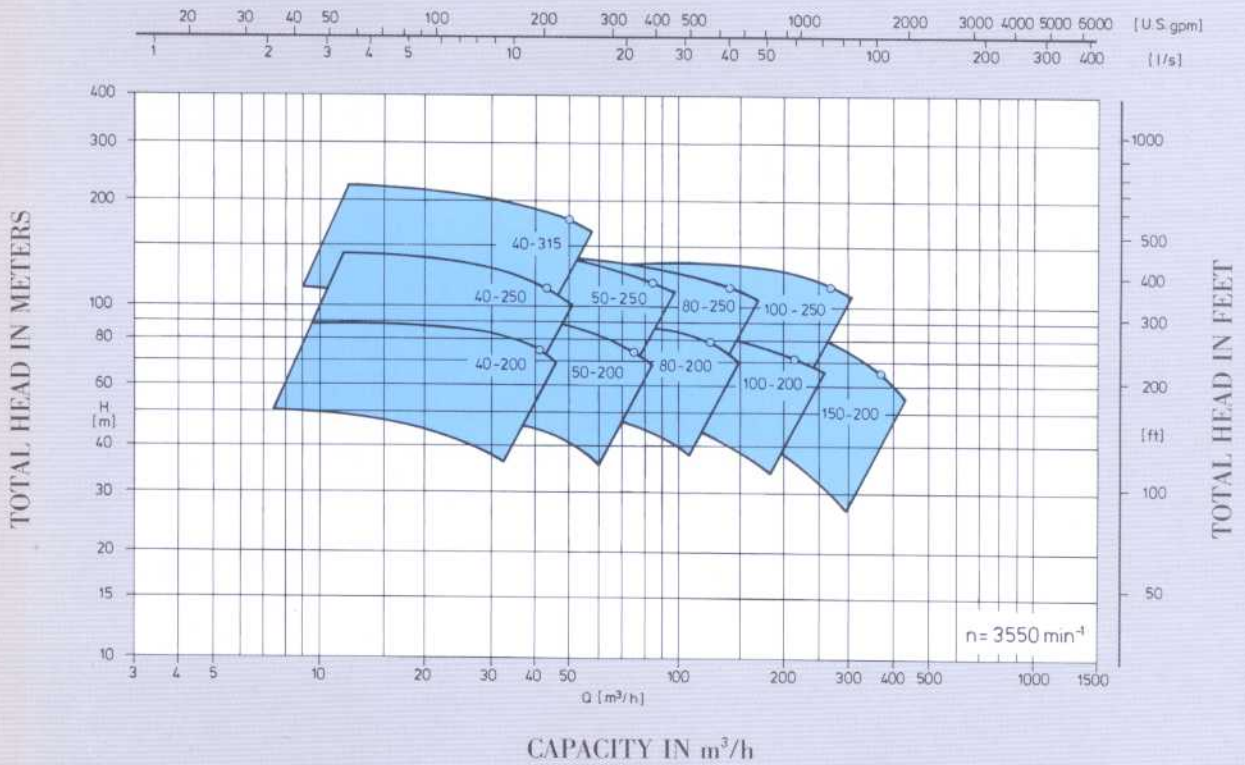 20 30 40 50 100 200 300 400 500 1000 2000 3000 4000 5000 6000 [U.S. gpm]
1 2 3 4 5 10 20 30 40 50 100 200 300 400 [l/s]
TOTAL HEAD IN METERS
400
300
200
100
80
60
H
[m]
40
30
20
15
10
40-315
40-250
50-250
80-250
100-250
40-200
50-200
80-200
100-200
150-200
n= 3550 min⁻¹
1000
500
400
300
200
[ft]
100
50
TOTAL HEAD IN FEET
3 4 5 10 20 30 40 50 100 200 300 400 500 1000 1500
Q [m³/h]
CAPACITY IN m³/h